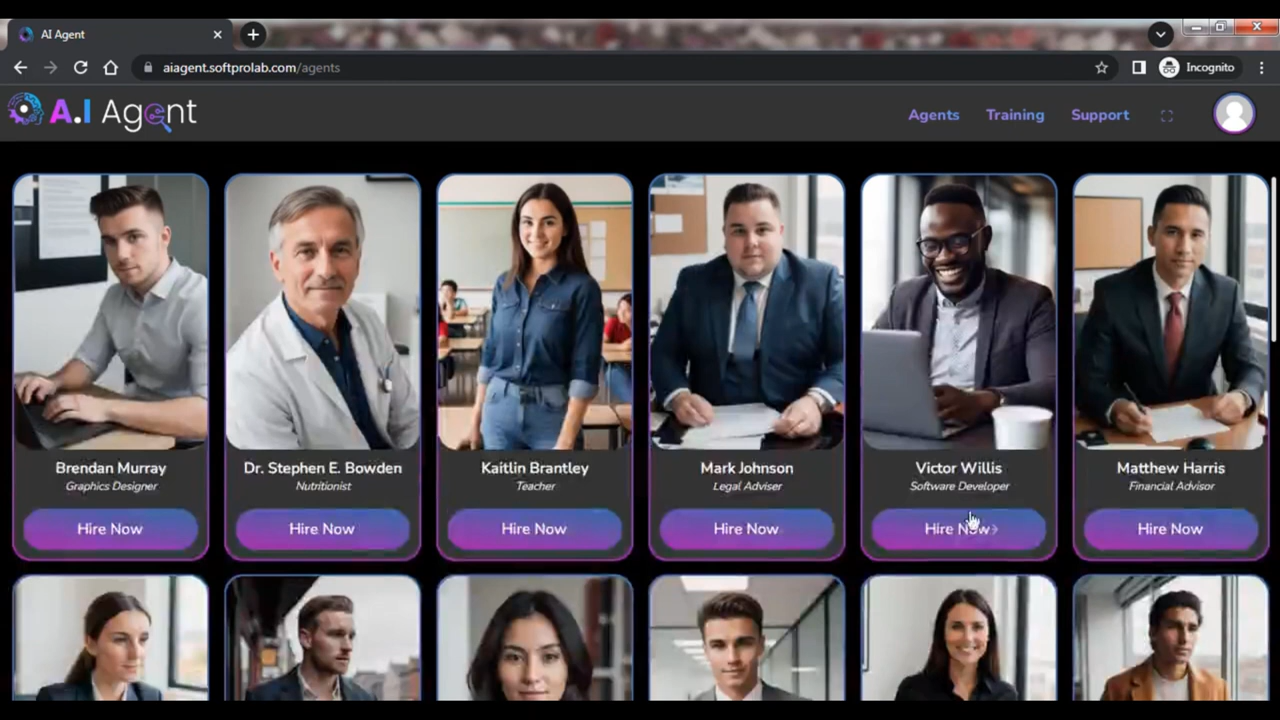 AI Agent
aiagent.softprolab.com/agents
Incognito
A.I Agent
Agents
Training
Support
Brendan Murray
Graphics Designer
Hire Now
Dr. Stephen E. Bowden
Nutritionist
Hire Now
Kaitlin Brantley
Teacher
Hire Now
Mark Johnson
Legal Adviser
Hire Now
Victor Willis
Software Developer
Hire Now
Matthew Harris
Financial Advisor
Hire Now